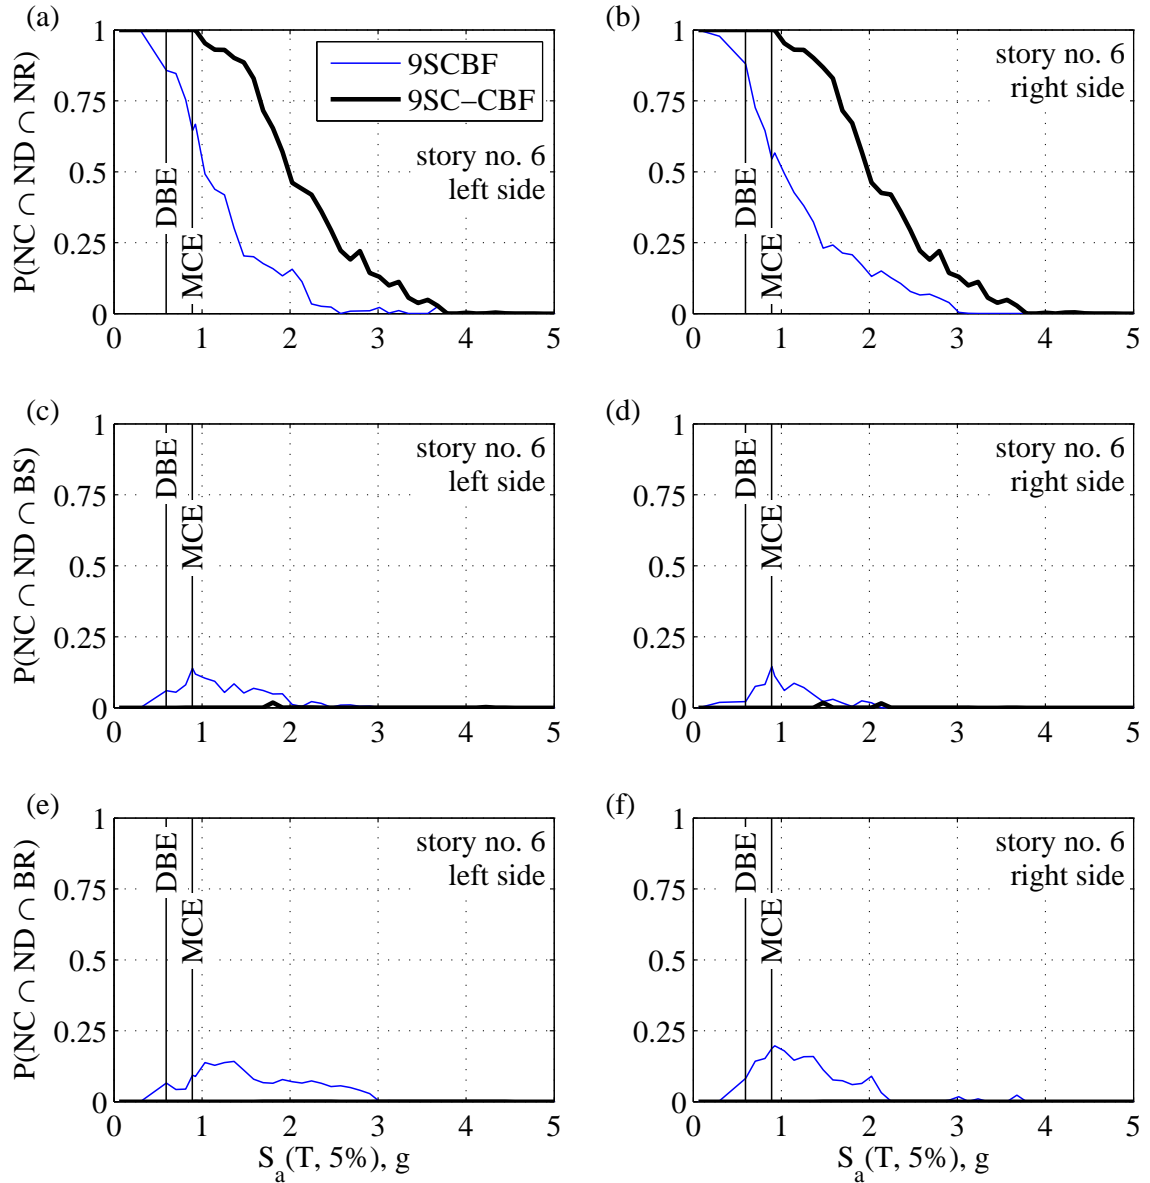 (a)
P(NC ∩ ND ∩ NR)
1
0.75
0.5
0.25
0
9SCBF
9SC−CBF
story no. 6
left side
DBE
MCE
0 1 2 3 4 5
(b)
1
0.75
0.5
0.25
0
story no. 6
right side
DBE
MCE
0 1 2 3 4 5
(c)
P(NC ∩ ND ∩ BS)
1
0.75
0.5
0.25
0
story no. 6
left side
DBE
MCE
0 1 2 3 4 5
(d)
1
0.75
0.5
0.25
0
story no. 6
right side
DBE
MCE
0 1 2 3 4 5
(e)
P(NC ∩ ND ∩ BR)
1
0.75
0.5
0.25
0
story no. 6
left side
DBE
MCE
0 1 2 3 4 5
S_a(T, 5%), g
(f)
1
0.75
0.5
0.25
0
story no. 6
right side
DBE
MCE
0 1 2 3 4 5
S_a(T, 5%), g